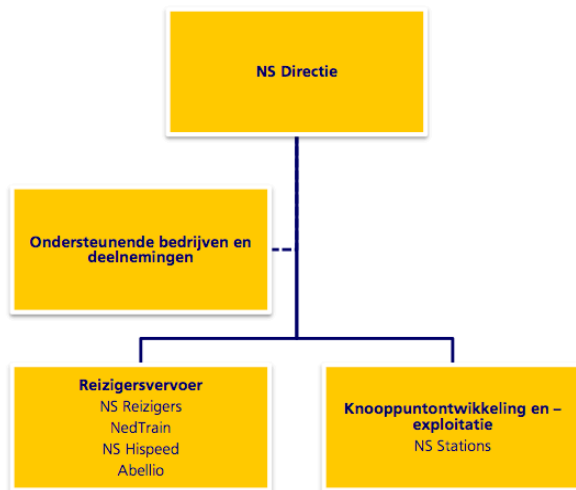 NS Directie
Ondersteunende bedrijven en
deelnemingen
Reizigersvervoer
NS Reizigers
NedTrain
NS Hispeed
Abellio
Knooppuntontwikkeling en –
exploitatie
NS Stations